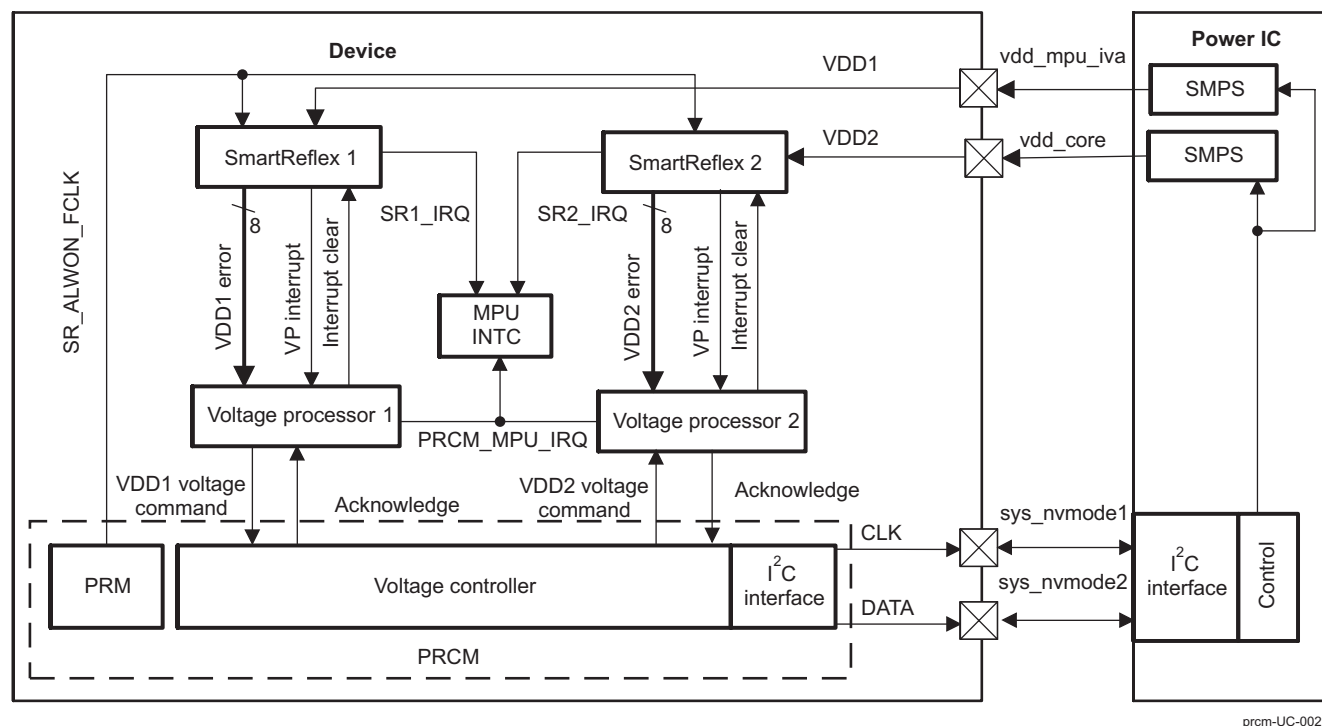 Device
Power IC
VDD1
vdd_mpu_iva
SMPS
SmartReflex 1
SmartReflex 2
VDD2
vdd_core
SMPS
SR_ALWON_FCLK
8
SR1_IRQ
SR2_IRQ
8
VDD1 error
VP interrupt
Interrupt clear
MPU
INTC
VDD2 error
VP interrupt
Interrupt clear
Voltage processor 1
Voltage processor 2
PRCM_MPU_IRQ
VDD1 voltage
command
Acknowledge
VDD2 voltage
command
Acknowledge
CLK
sys_nvmode1
PRM
Voltage controller
I2C
interface
DATA
sys_nvmode2
I2C
interface
Control
PRCM
prcm-UC-002